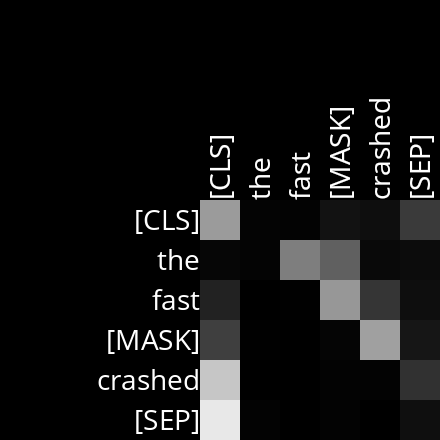 [CLS]
the
fast
[MASK]
crashed
[SEP]
[CLS]
the
fast
[MASK]
crashed
[SEP]